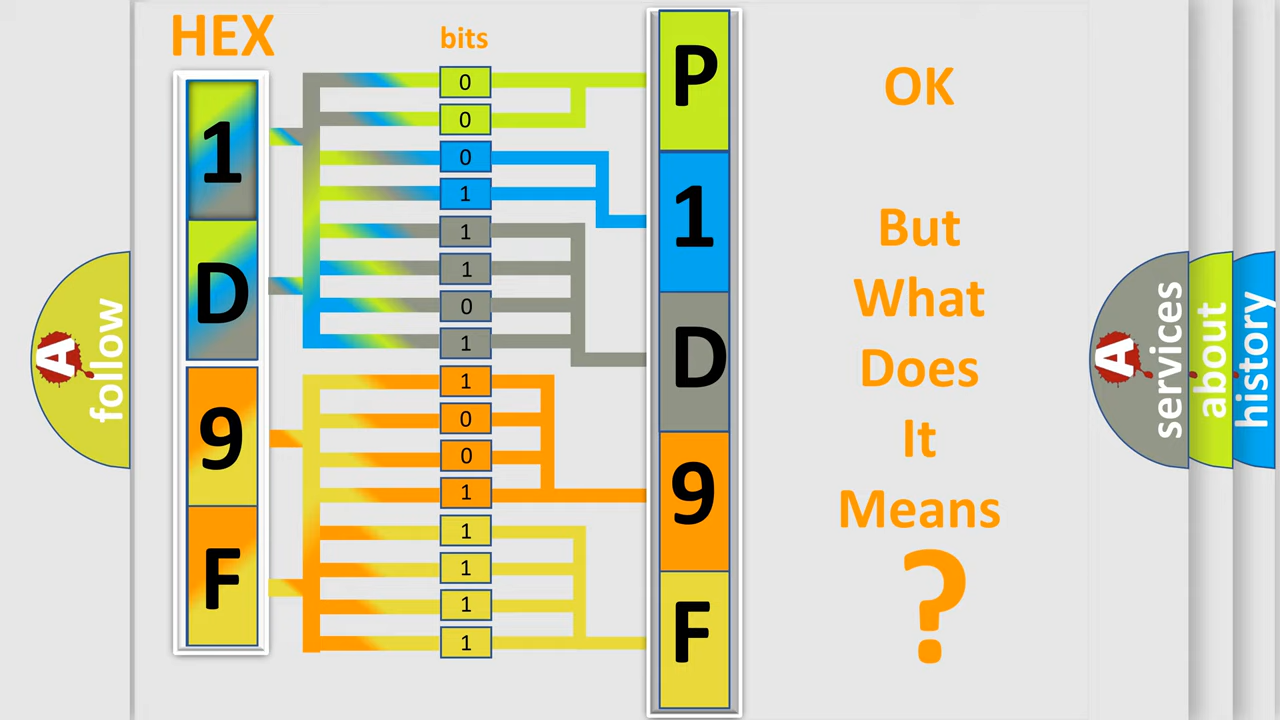 HEX
bits
1
D
9
F
0
0
0
1
1
1
0
1
1
0
0
1
1
1
1
1
P
1
D
9
F
OK
But
What
Does
It
Means
?
A
follow
A
services
about
history